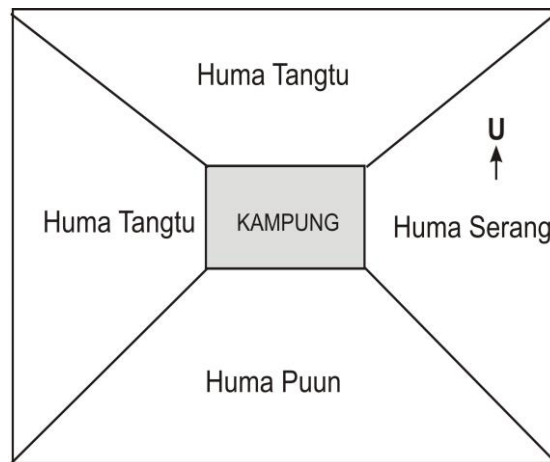 Huma Tangtu
U
Huma Tangtu
KAMPUNG
Huma Serang
Huma Puun